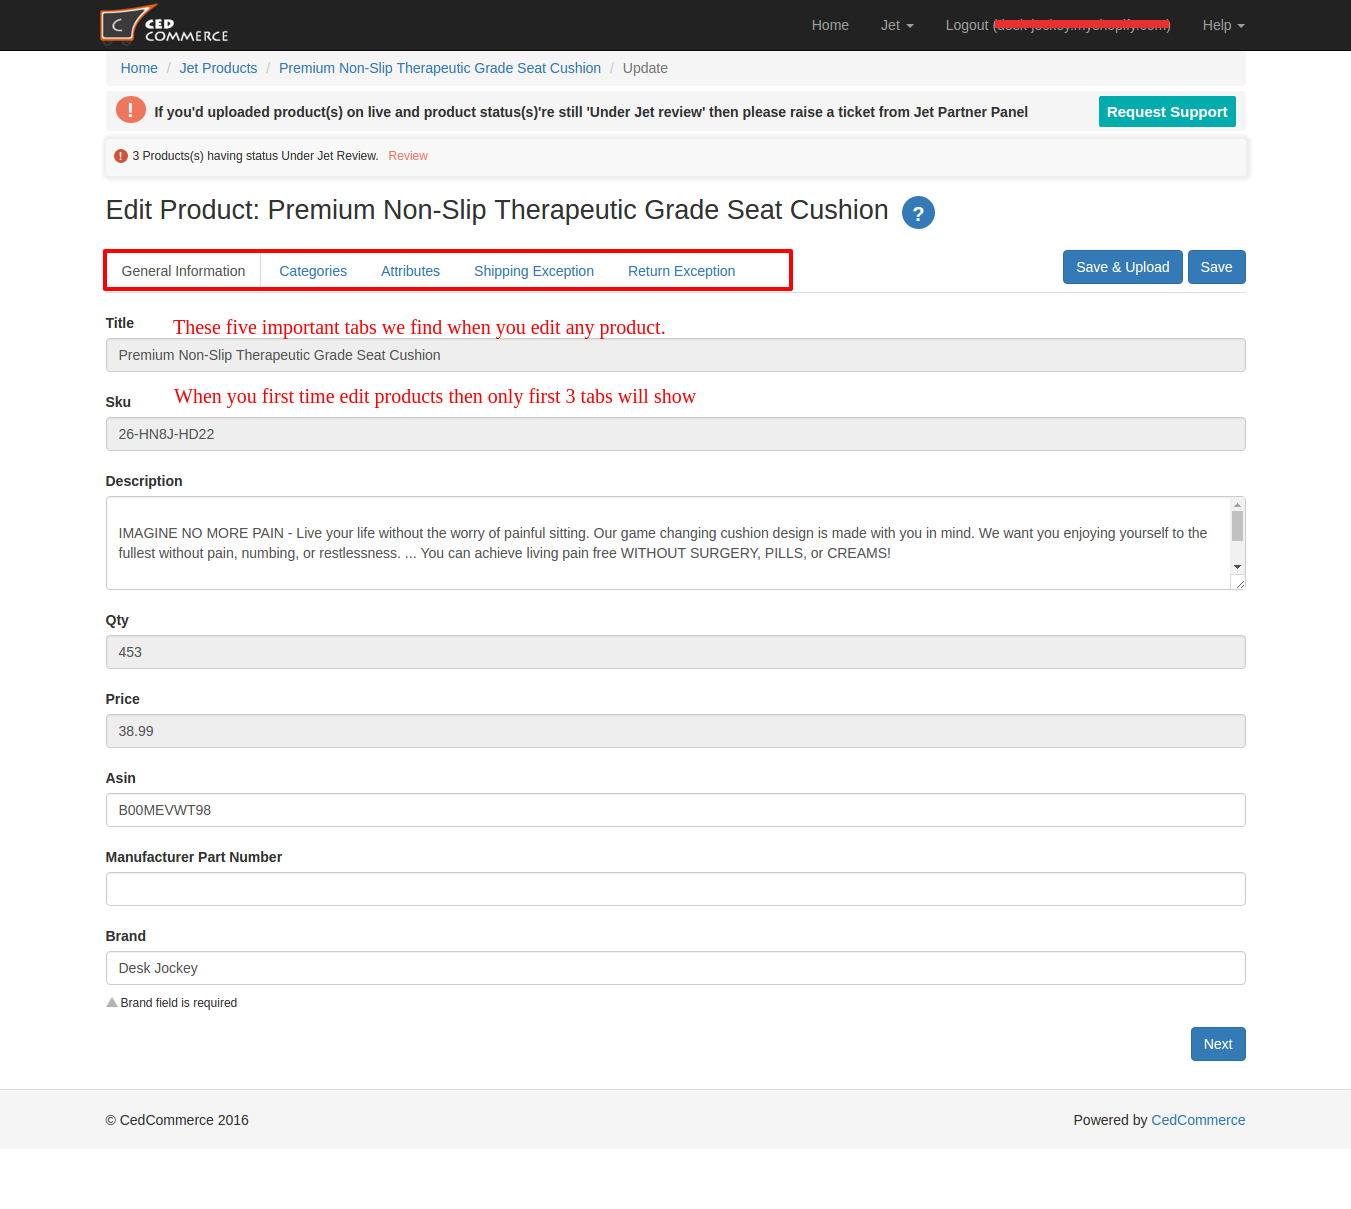 CED
COMMERCE
Home Jet Logout ( ) Help
Home / Jet Products / Premium Non-Slip Therapeutic Grade Seat Cushion / Update
! If you'd uploaded product(s) on live and product status(s)'re still 'Under Jet review' then please raise a ticket from Jet Partner Panel Request Support
! 3 Products(s) having status Under Jet Review. Review
Edit Product: Premium Non-Slip Therapeutic Grade Seat Cushion ?
General Information Categories Attributes Shipping Exception Return Exception Save & Upload Save
Title These five important tabs we find when you edit any product.
Premium Non-Slip Therapeutic Grade Seat Cushion
Sku When you first time edit products then only first 3 tabs will show
26-HN8J-HD22
Description
IMAGINE NO MORE PAIN - Live your life without the worry of painful sitting. Our game changing cushion design is made with you in mind. We want you enjoying yourself to the
fullest without pain, numbing, or restlessness. ... You can achieve living pain free WITHOUT SURGERY, PILLS, or CREAMS!
Qty
453
Price
38.99
Asin
B00MEVWT98
Manufacturer Part Number
Brand
Desk Jockey
Brand field is required
Next
© CedCommerce 2016 Powered by CedCommerce